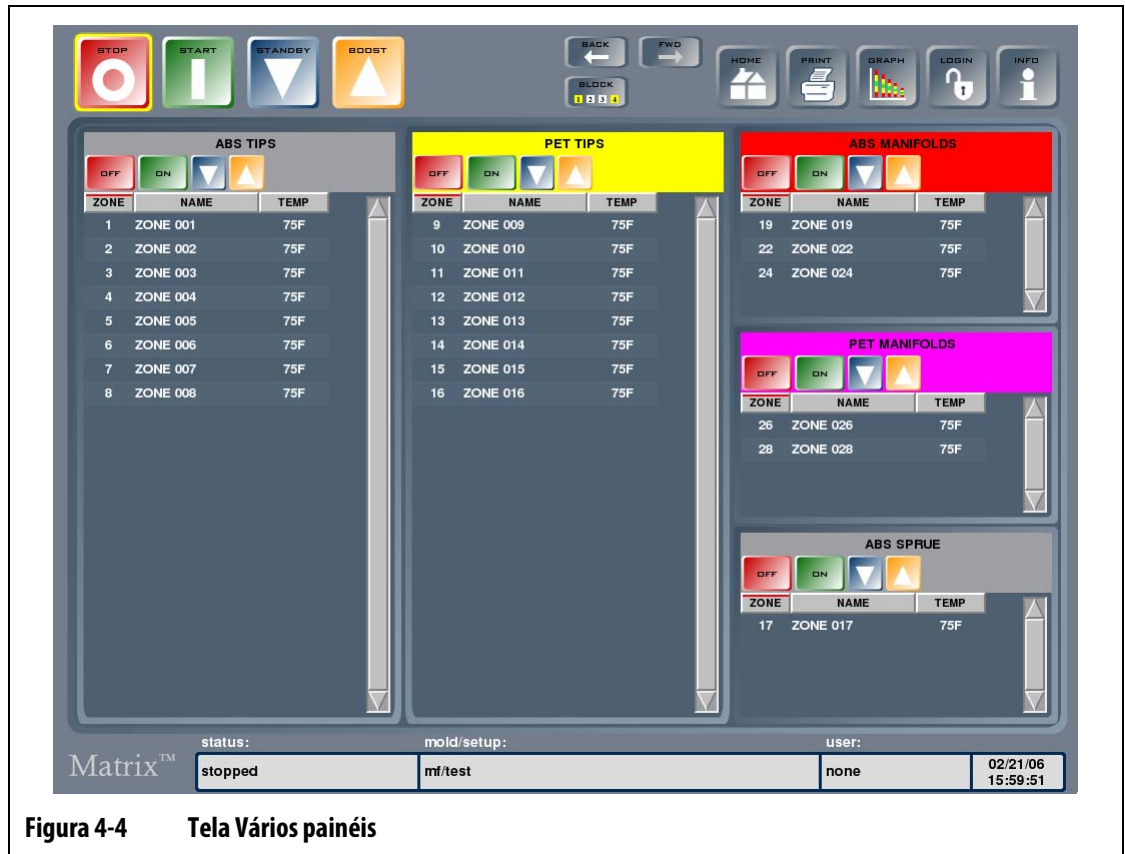 STOP START STANDBY BOOST BACK FWD HOME PRINT GRAPH LOGIN INFO
BLOCK
1 2 3 4
ABS TIPS
OFF ON
ZONE NAME TEMP
1 ZONE 001 75F
2 ZONE 002 75F
3 ZONE 003 75F
4 ZONE 004 75F
5 ZONE 005 75F
6 ZONE 006 75F
7 ZONE 007 75F
8 ZONE 008 75F
PET TIPS
OFF ON
ZONE NAME TEMP
9 ZONE 009 75F
10 ZONE 010 75F
11 ZONE 011 75F
12 ZONE 012 75F
13 ZONE 013 75F
14 ZONE 014 75F
15 ZONE 015 75F
16 ZONE 016 75F
ABS MANIFOLDS
OFF ON
ZONE NAME TEMP
19 ZONE 019 75F
22 ZONE 022 75F
24 ZONE 024 75F
PET MANIFOLDS
OFF ON
ZONE NAME TEMP
26 ZONE 026 75F
28 ZONE 028 75F
ABS SPRUE
OFF ON
ZONE NAME TEMP
17 ZONE 017 75F
status: mold/setup: user:
Matrix™ stopped mf/test none 02/21/06
15:59:51
Figura 4-4 Tela Vários painéis